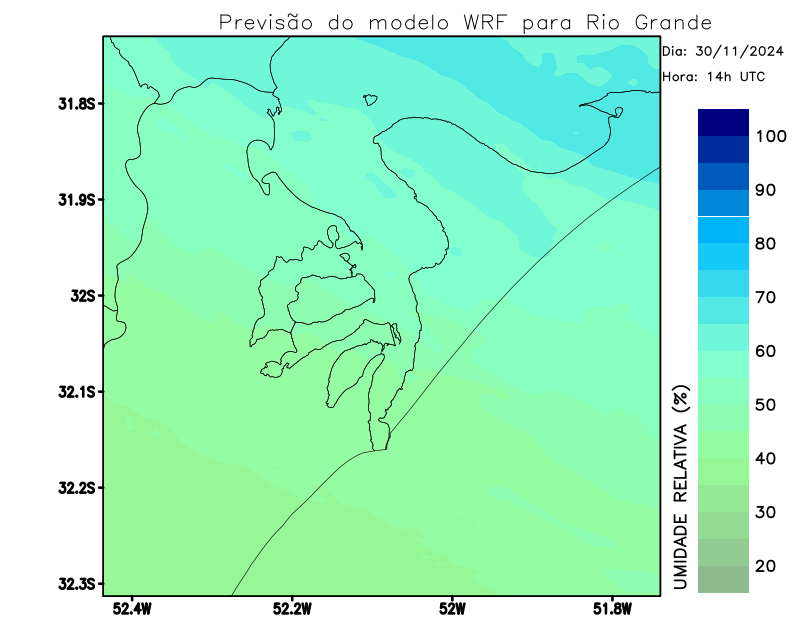 Previsão do modelo WRF para Rio Grande
Dia: 30/11/2024
Hora: 14h UTC
31.8S
31.9S
32S
32.1S
32.2S
32.3S
52.4W
52.2W
52W
51.8W
100
90
80
70
60
50
40
30
20
UMIDADE RELATIVA (%)